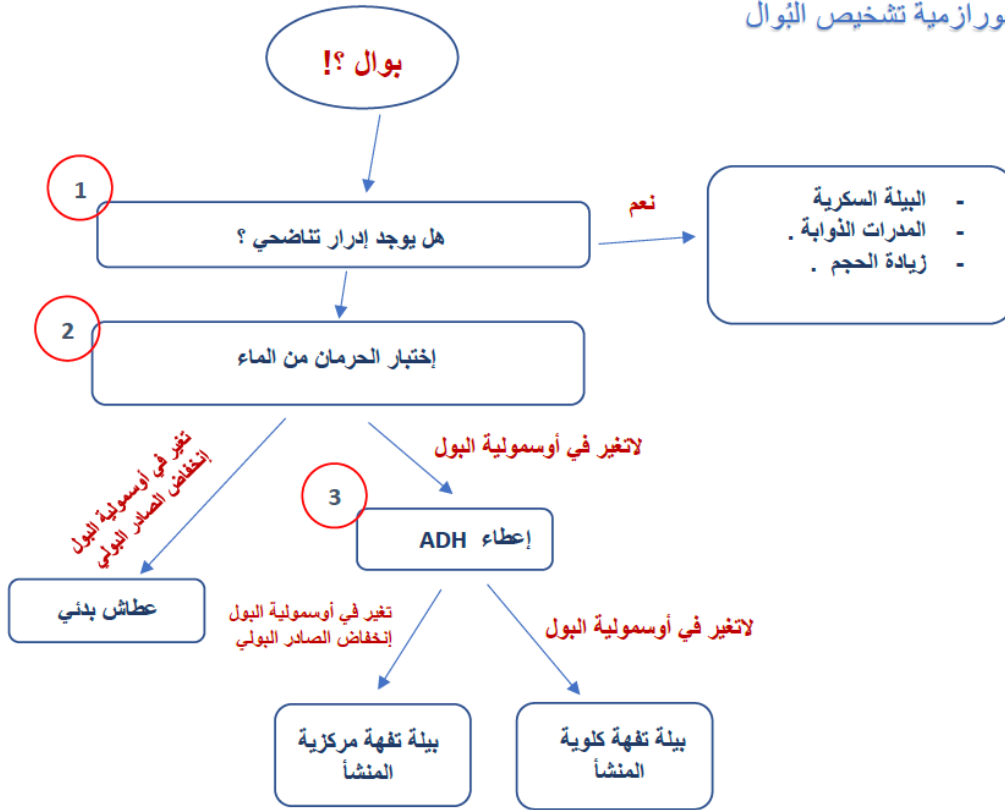 ورازمية تشخيص البُوال
بوال ؟!
1
هل يوجد إدرار تناضحي ؟
نعم
- البيلة السكرية
- المدرات الذوابة .
- زيادة الحجم .
2
إختبار الحرمان من الماء
تغير في أوسمولية البول
إنخفاض الصادر البولي
لاتغير في أوسمولية البول
3
إعطاء ADH
عطاش بدئي
تغير في أوسمولية البول
إنخفاض الصادر البولي
لاتغير في أوسمولية البول
بيلة تفهة مركزية
المنشأ
بيلة تفهة كلوية
المنشأ